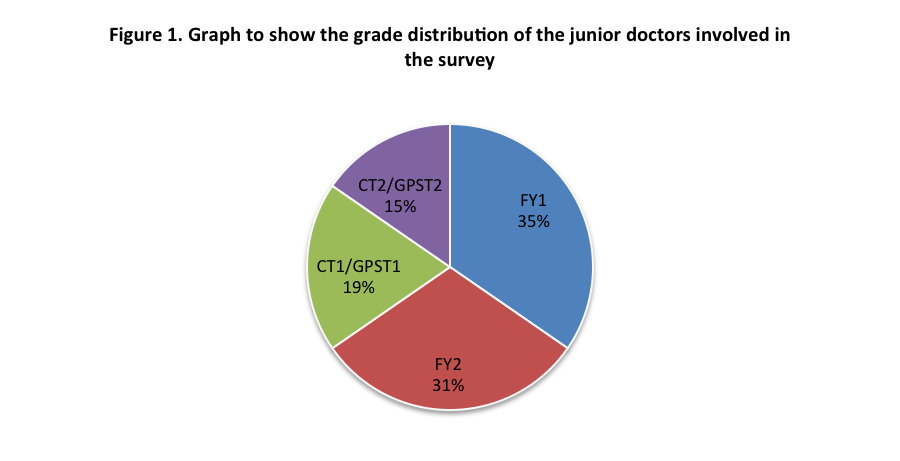 Figure 1. Graph to show the grade distribution of the junior doctors involved in
the survey
CT2/GPST2
15%
FY1
35%
CT1/GPST1
19%
FY2
31%